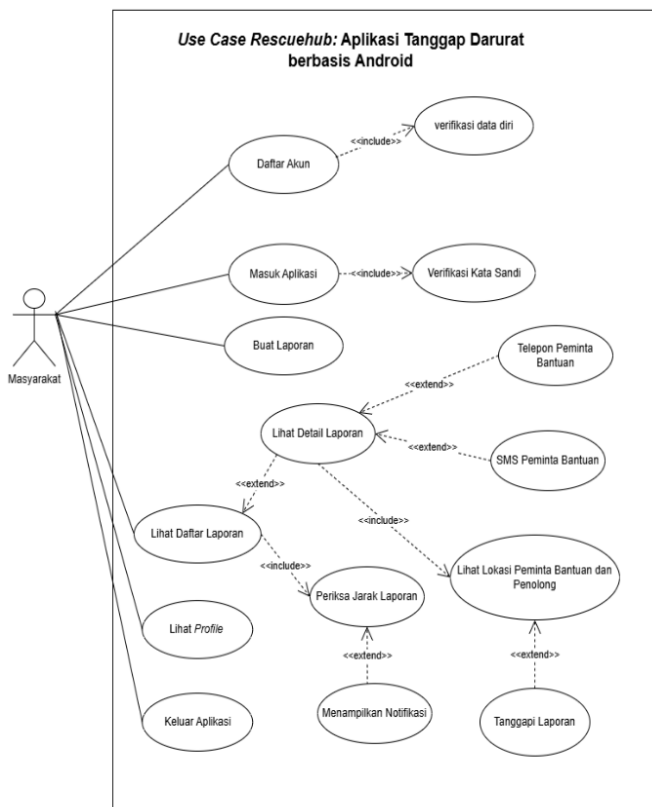 Use Case Rescuehub: Aplikasi Tanggap Darurat
berbasis Android
verifikasi data diri
<<include>>
Daftar Akun
Masuk Aplikasi
<<include>>
Verifikasi Kata Sandi
Masyarakat
Buat Laporan
Telepon Peminta
Bantuan
<<extend>>
Lihat Detail Laporan
<<extend>>
SMS Peminta Bantuan
<<extend>>
<<include>>
Lihat Daftar Laporan
<<include>>
Lihat Lokasi Peminta Bantuan dan
Penolong
Periksa Jarak Laporan
Lihat Profile
<<extend>>
<<extend>>
Keluar Aplikasi
Menampilkan Notifikasi
Tanggapi Laporan